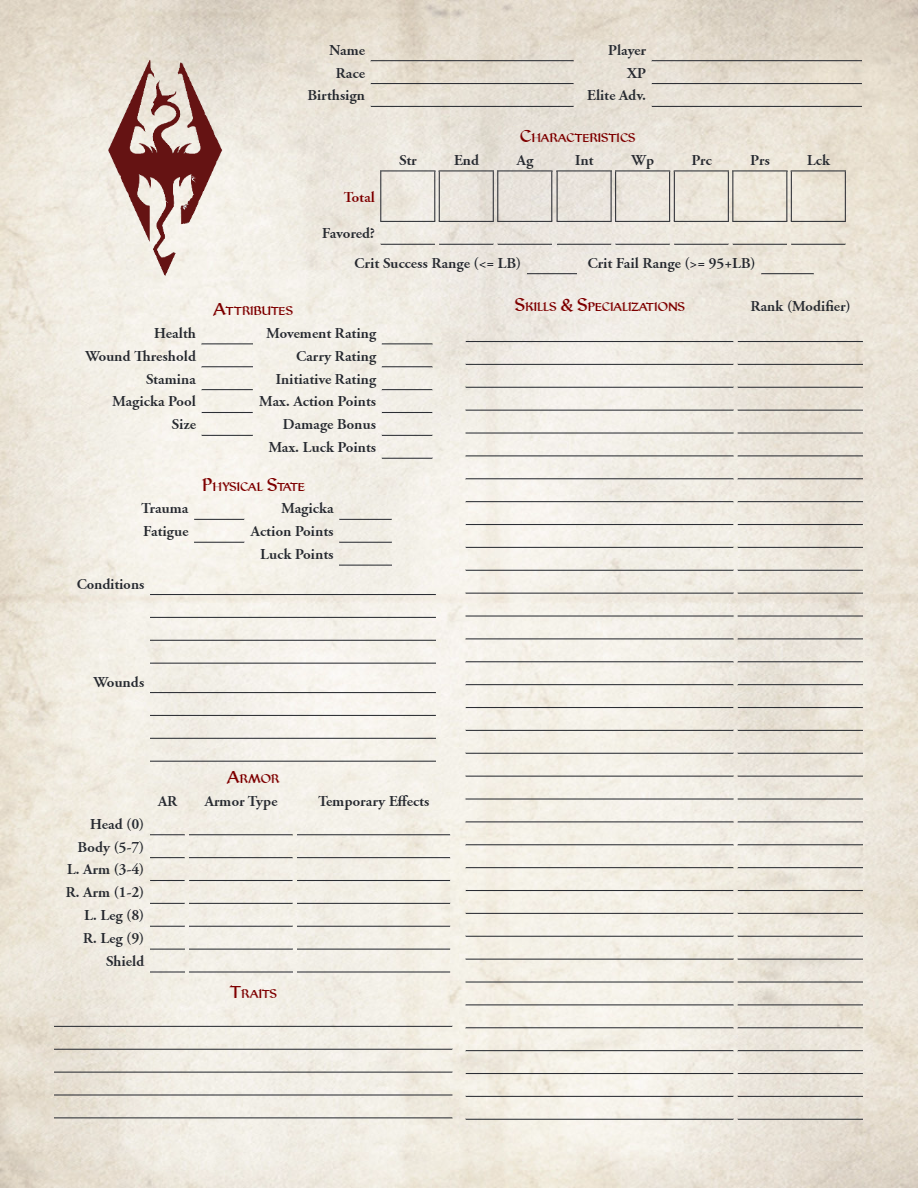 Name Player
Race XP
Birthsign Elite Adv.
Characteristics
Str End Ag Int Wp Prc Prs Lck
Total
Favored?
Crit Success Range (<= LB) Crit Fail Range (>= 95+LB)
Attributes
Health Movement Rating
Wound Threshold Carry Rating
Stamina Initiative Rating
Magicka Pool Max. Action Points
Size Damage Bonus
Max. Luck Points
Physical State
Trauma Magicka
Fatigue Action Points
Luck Points
Conditions
Wounds
Armor
AR Armor Type Temporary Effects
Head (0)
Body (5-7)
L. Arm (3-4)
R. Arm (1-2)
L. Leg (8)
R. Leg (9)
Shield
Traits
Skills & Specializations Rank (Modifier)